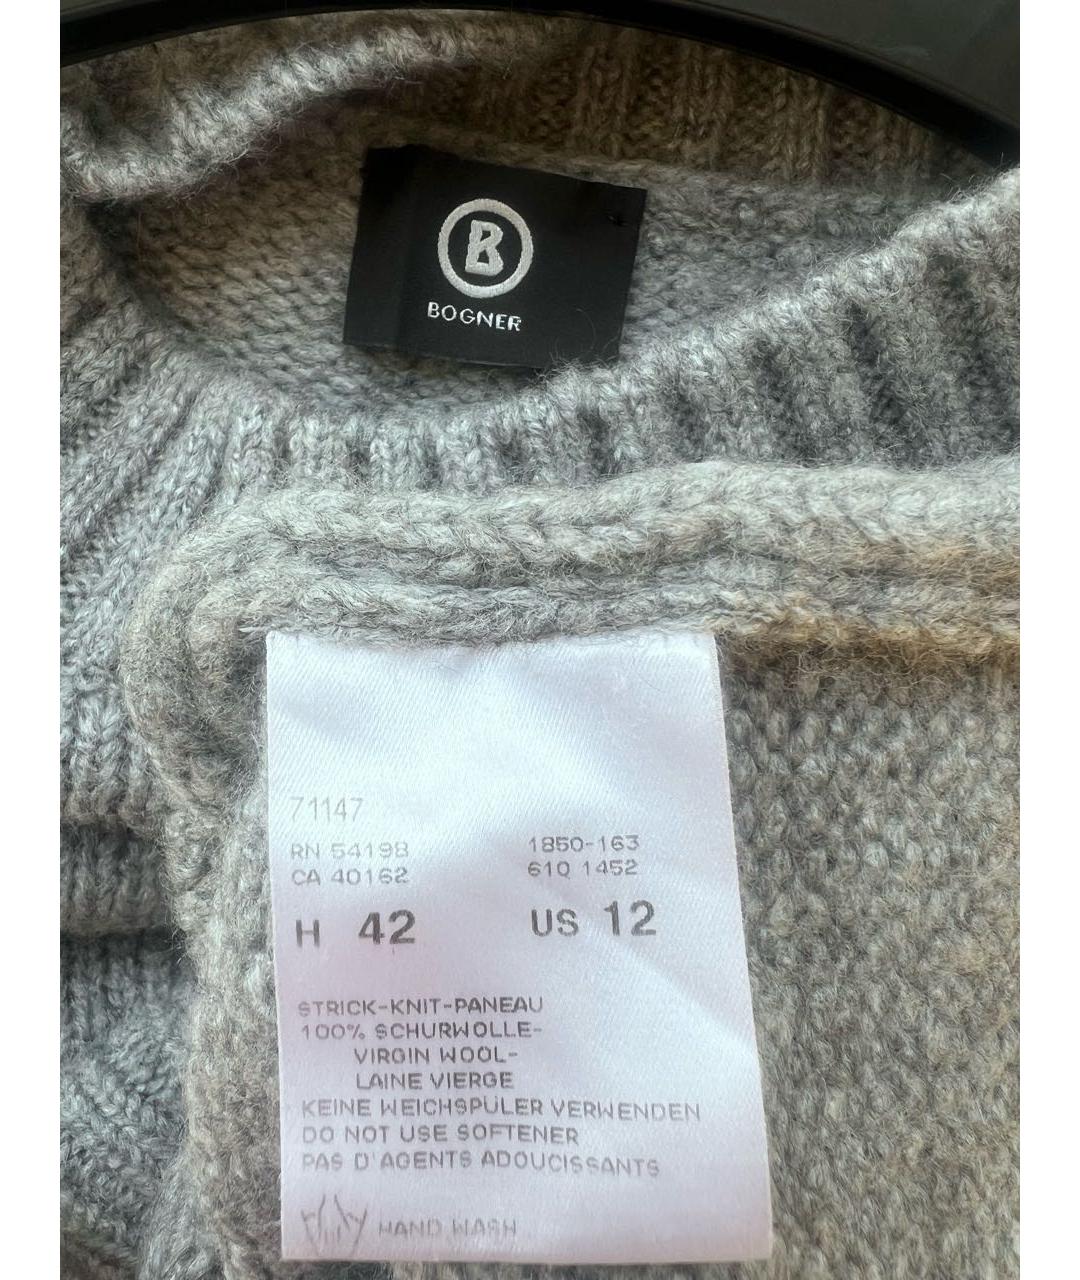 B
BOGNER
71147
RN 54198 1850-163
CA 40162 61Q 1452
H 42 US 12
STRICK-KNIT-PANEAU
100% SCHURWOLLE-
VIRGIN WOOL-
LAINE VIERGE
KEINE WEICHSPÜLER VERWENDEN
DO NOT USE SOFTENER
PAS D'AGENTS ADOUCISSANTS
HAND WASH